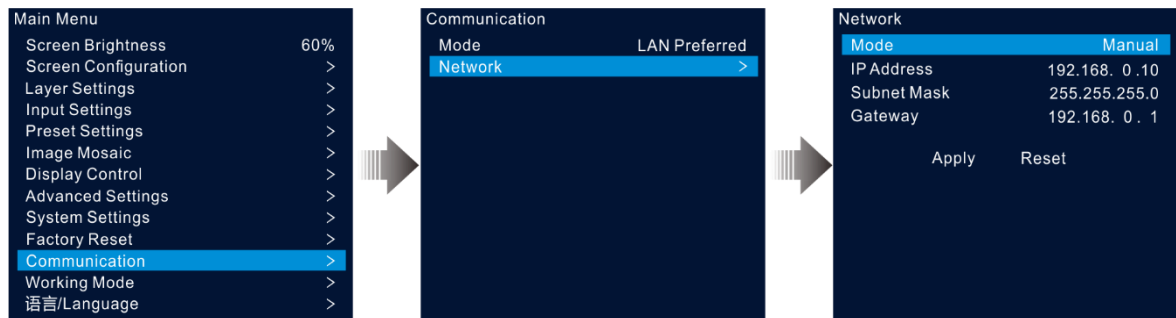 Main Menu
Screen Brightness 60%
Screen Configuration >
Layer Settings >
Input Settings >
Preset Settings >
Image Mosaic >
Display Control >
Advanced Settings >
System Settings >
Factory Reset >
Communication >
Working Mode >
语言/Language >
Communication
Mode LAN Preferred
Network >
Network
Mode Manual
IP Address 192.168. 0 .10
Subnet Mask 255.255.255.0
Gateway 192.168. 0 . 1
Apply Reset